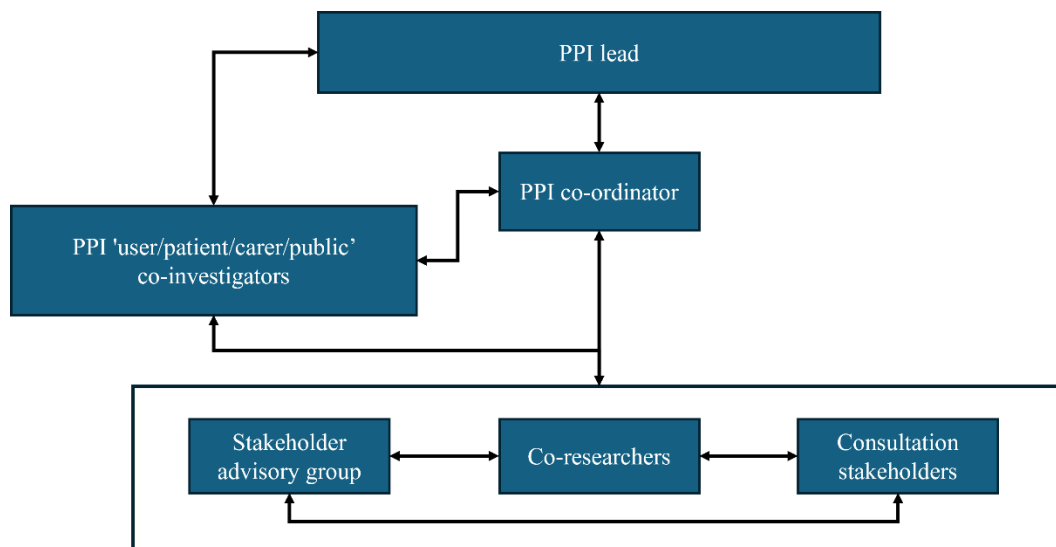 PPI lead
PPI co-ordinator
PPI 'user/patient/carer/public’
co-investigators
Stakeholder
advisory group
Co-researchers
Consultation
stakeholders